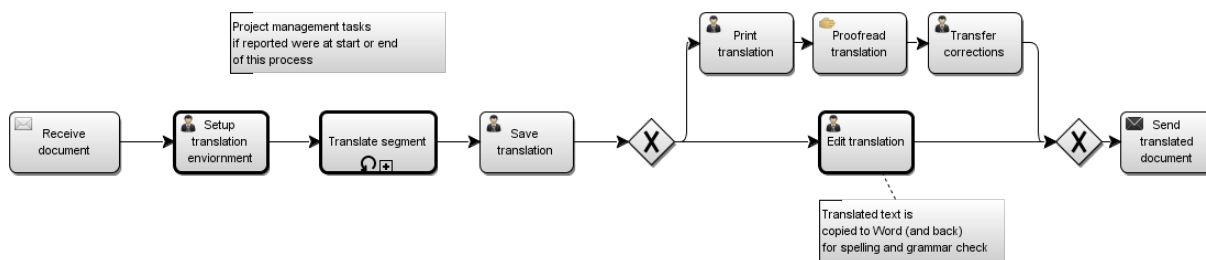 Project management tasks
if reported were at start or end
of this process
Print
translation
Proofread
translation
Transfer
corrections
Receive
document
Setup
translation
enviornment
Translate segment
Save
translation
X
Edit translation
X
Send
translated
document
Translated text is
copied to Word (and back)
for spelling and grammar check